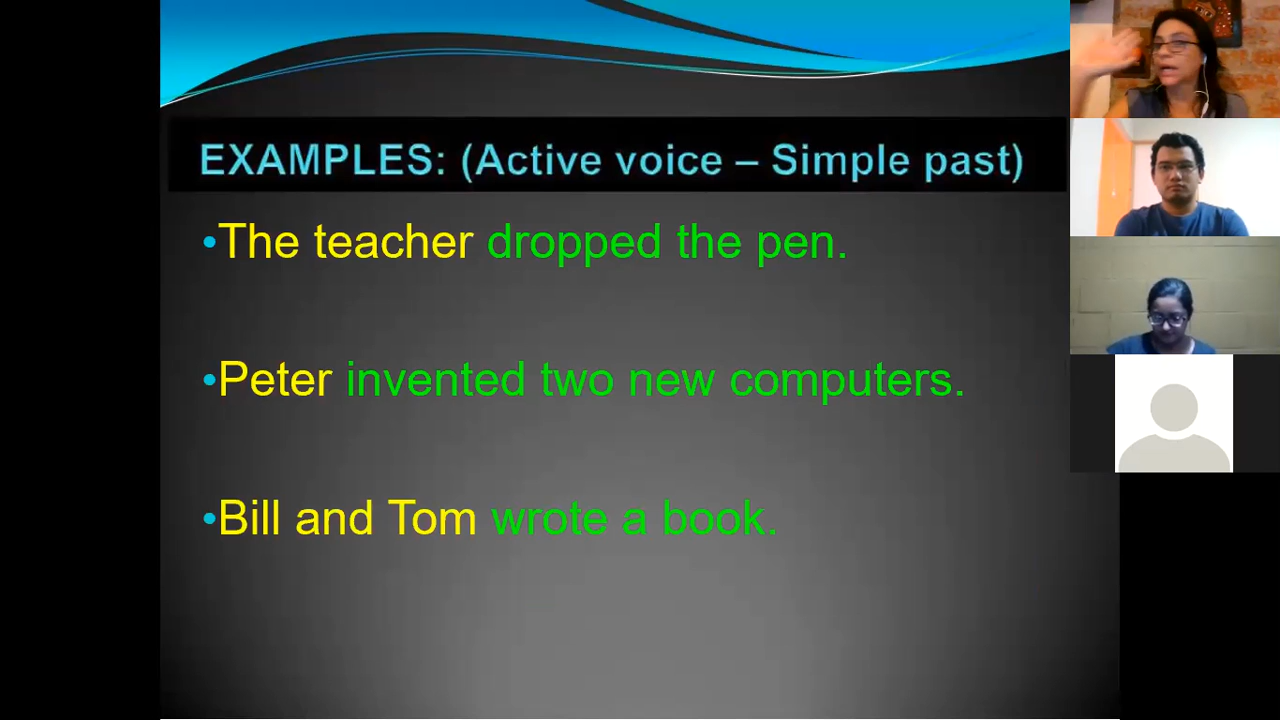 EXAMPLES: (Active voice – Simple past)
•The teacher dropped the pen.
•Peter invented two new computers.
•Bill and Tom wrote a book.